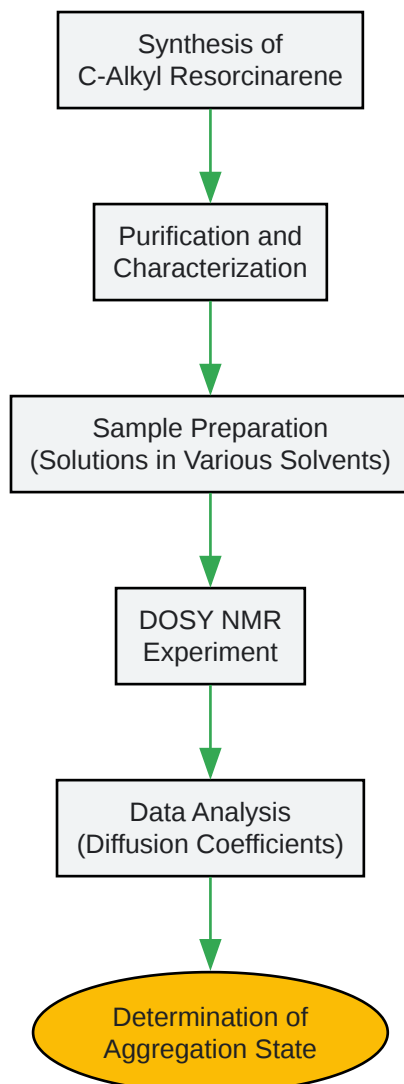 Synthesis of
C-Alkyl Resorcinarene
Purification and
Characterization
Sample Preparation
(Solutions in Various Solvents)
DOSY NMR
Experiment
Data Analysis
(Diffusion Coefficients)
Determination of
Aggregation State